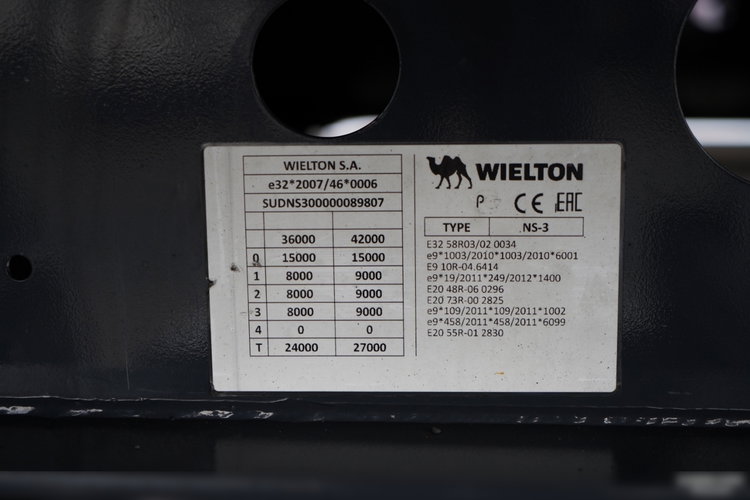 WIELTON S.A.
e32*2007/46*0006
SUDNS300000089807
36000 42000
0 15000 15000
1 8000 9000
2 8000 9000
3 8000 9000
4 0 0
T 24000 27000
WIELTON
CE EAC
TYPE NS-3
E32 58R03/02 0034
e9*1003/2010*1003/2010*6001
E9 10R-04.6414
e9*19/2011*249/2012*1400
E20 48R-06 0296
E20 73R-00 2825
e9*109/2011*109/2011*1002
e9*458/2011*458/2011*6099
E20 55R-01 2830